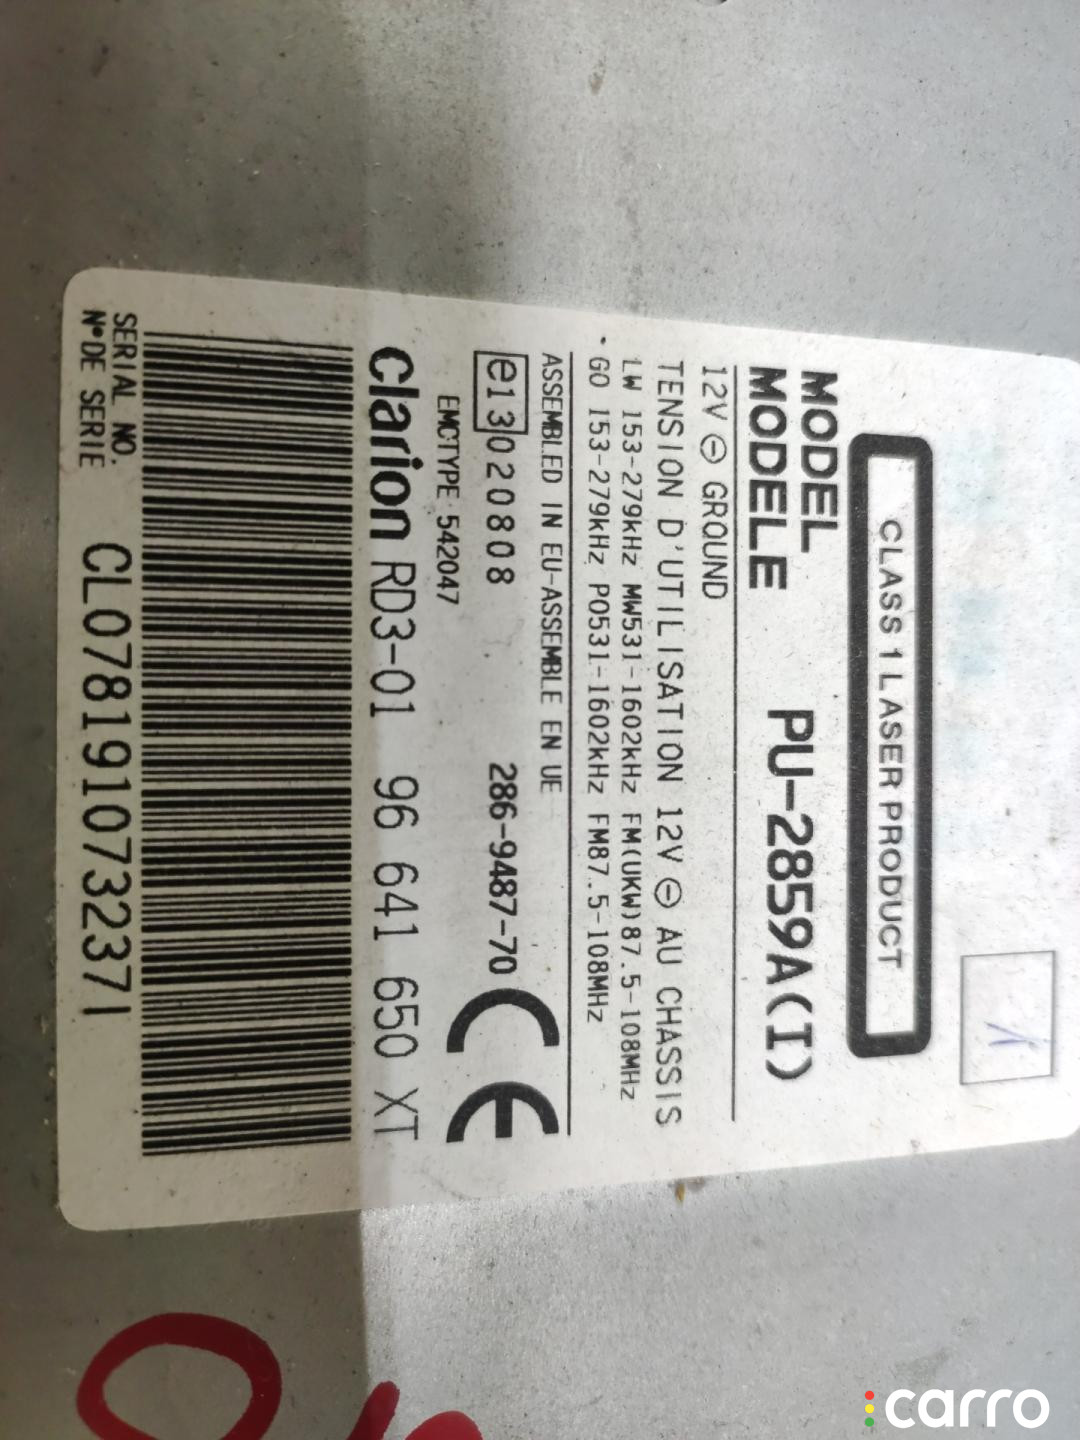 CLASS 1 LASER PRODUCT
MODEL
MODELE PU-2859A(I)
12V ⊖ GROUND
TENSION D'UTILISATION 12V ⊖ AU CHASSIS
LW 153-279kHz MW531-1602kHz FM(UKW)87.5-108MHz
GO 153-279kHz PO531-1602kHz FM87.5-108MHz
ASSEMBLED IN EU-ASSEMBLE EN UE
e13 020808 286-9487-70 CE
EMCTYPE 542047
Clarion RD3-01 96 641 650 XT
SERIAL NO.
N°DE SERIE CL0781910732371
carro